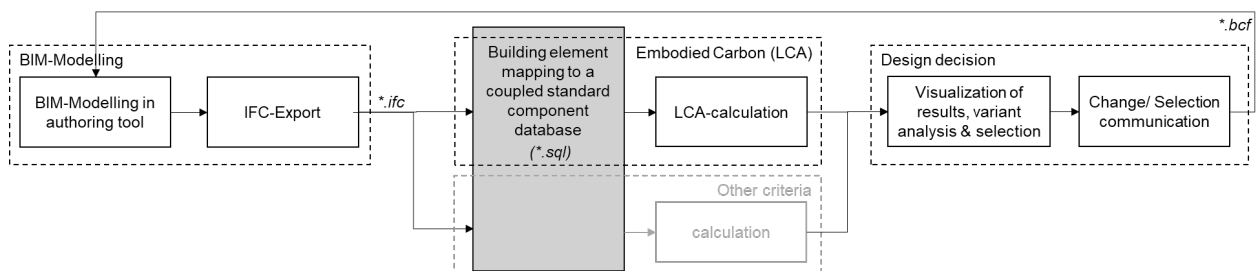 *.bcf
BIM-Modelling
BIM-Modelling in
authoring tool
IFC-Export
*.ifc
Building element
mapping to a
coupled standard
component
database
(*.sql)
Embodied Carbon (LCA)
LCA-calculation
Other criteria
calculation
Design decision
Visualization of
results, variant
analysis & selection
Change/ Selection
communication